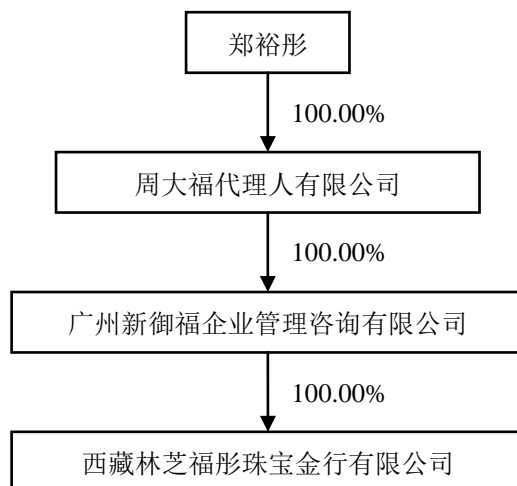 郑裕彤
100.00%
周大福代理人有限公司
100.00%
广州新御福企业管理咨询有限公司
100.00%
西藏林芝福彤珠宝金行有限公司